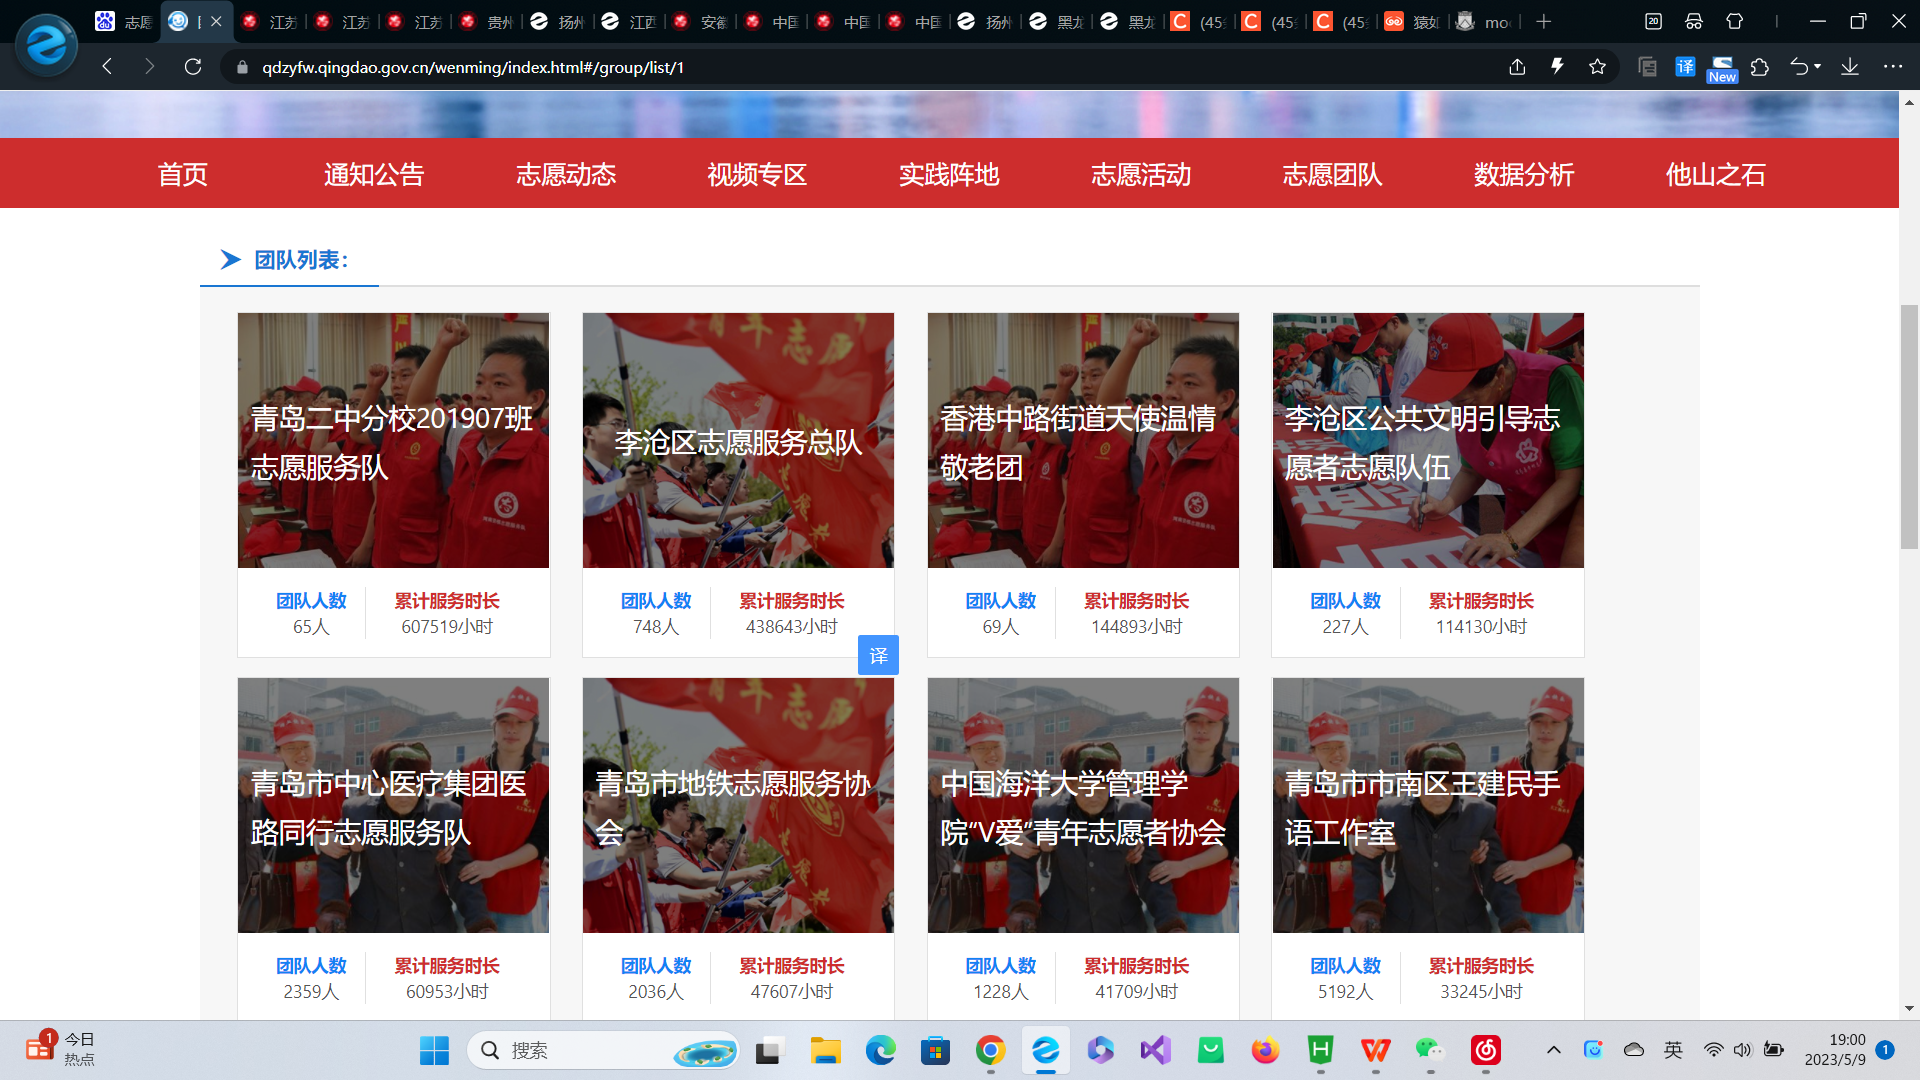 志愿
江苏
江苏
江苏
贵州
扬州
江西
安徽
中国
中国
中国
扬州
黑龙
黑龙
(45
(45
(45
猿如
mo
20
qdzyfw.qingdao.gov.cn/wenming/index.html#/group/list/1
译
New
首页 通知公告 志愿动态 视频专区 实践阵地 志愿活动 志愿团队 数据分析 他山之石
团队列表：
青岛二中分校201907班
志愿服务队
李沧区志愿服务总队
香港中路街道天使温情
敬老团
李沧区公共文明引导志
愿者志愿队伍
团队人数 累计服务时长
65人 607519小时
团队人数 累计服务时长
748人 438643小时
团队人数 累计服务时长
69人 144893小时
团队人数 累计服务时长
227人 114130小时
译
青岛市中心医疗集团医
路同行志愿服务队
青岛市地铁志愿服务协
会
中国海洋大学管理学
院“V爱”青年志愿者协会
青岛市市南区王建民手
语工作室
团队人数 累计服务时长
2359人 60953小时
团队人数 累计服务时长
2036人 47607小时
团队人数 累计服务时长
1228人 41709小时
团队人数 累计服务时长
5192人 33245小时
1
今日
热点
搜索
英
19:00
2023/5/9
1